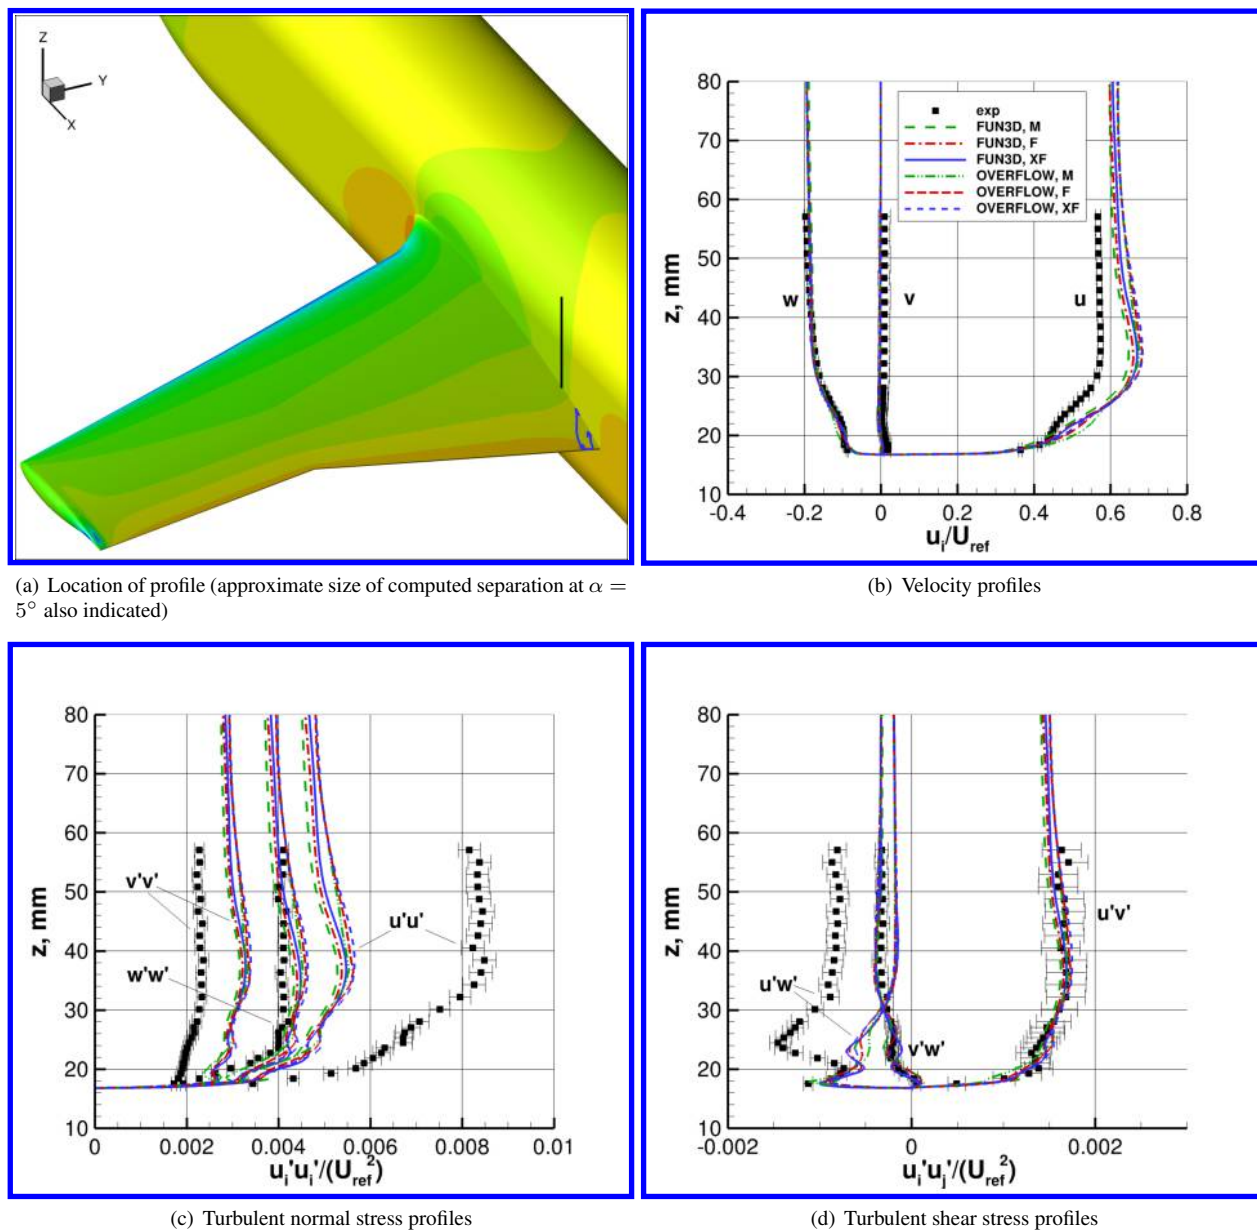 Z
Y
X
(a) Location of profile (approximate size of computed separation at α =
5° also indicated)
80
70
60
50
40
30
20
10
z, mm
exp
FUN3D, M
FUN3D, F
FUN3D, XF
OVERFLOW, M
OVERFLOW, F
OVERFLOW, XF
w
v
u
-0.4
-0.2
0
0.2
0.4
0.6
0.8
u_i/U_ref
(b) Velocity profiles
80
70
60
50
40
30
20
10
z, mm
v'v'
u'u'
w'w'
0
0.002
0.004
0.006
0.008
0.01
u_i'u_i'/(U_ref^2)
(c) Turbulent normal stress profiles
80
70
60
50
40
30
20
10
z, mm
u'v'
u'w'
v'w'
-0.002
0
0.002
u_i'u_j'/(U_ref^2)
(d) Turbulent shear stress profiles